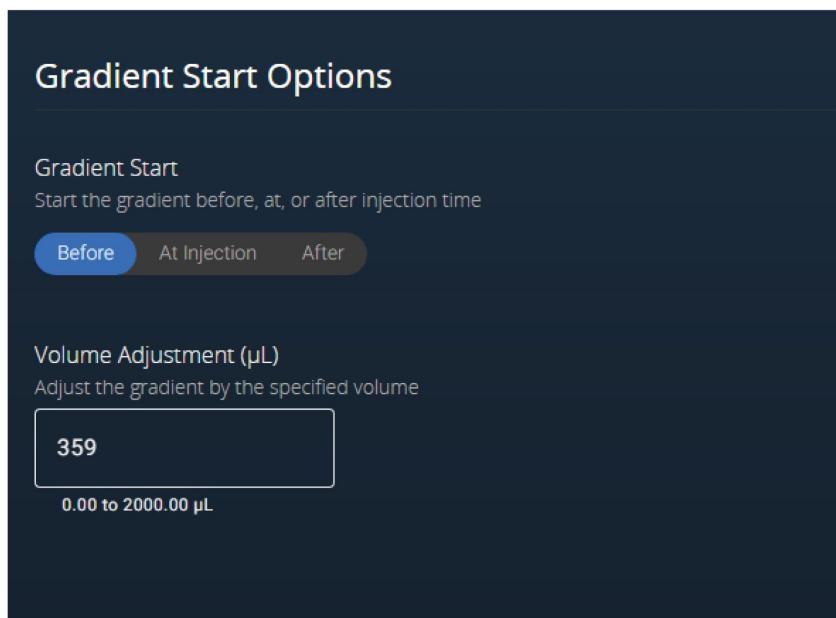 Gradient Start Options
Gradient Start
Start the gradient before, at, or after injection time
Before At Injection After
Volume Adjustment (µL)
Adjust the gradient by the specified volume
359
0.00 to 2000.00 µL